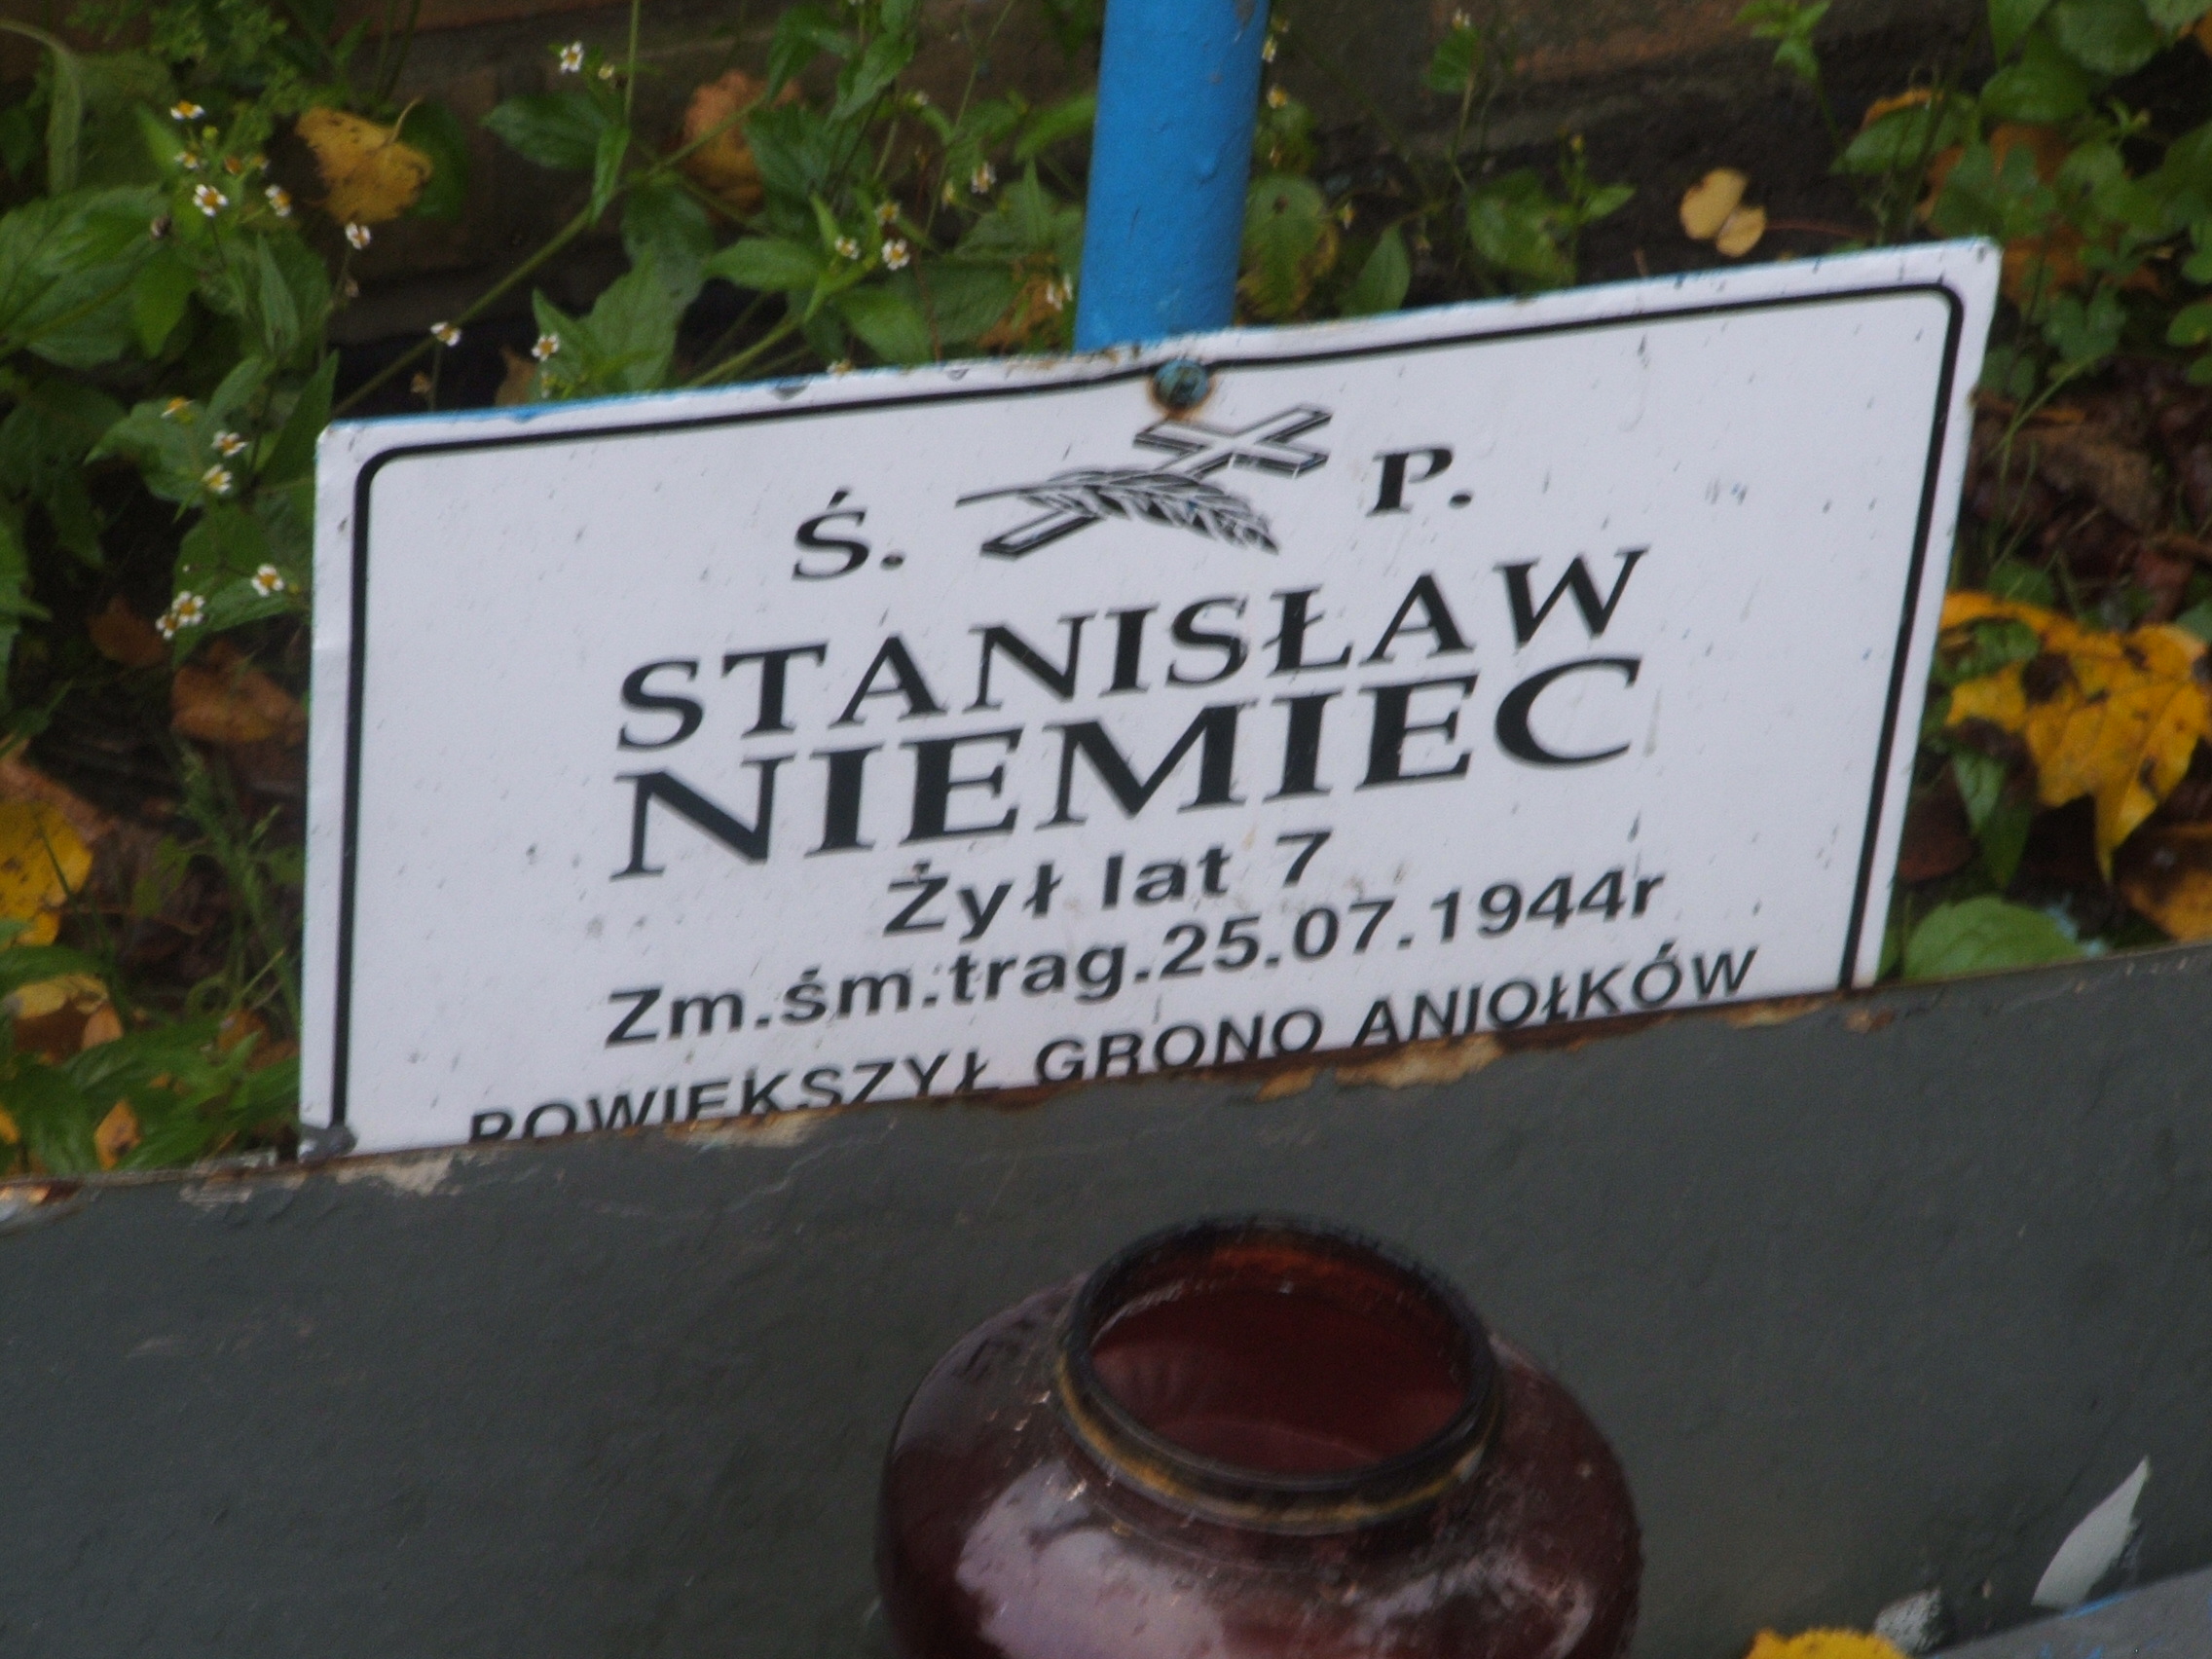 Ś. P.
STANISŁAW
NIEMIEC
Żył lat 7
Zm.śm.trag.25.07.1944r
POWIĘKSZYŁ GRONO ANIOŁKÓW